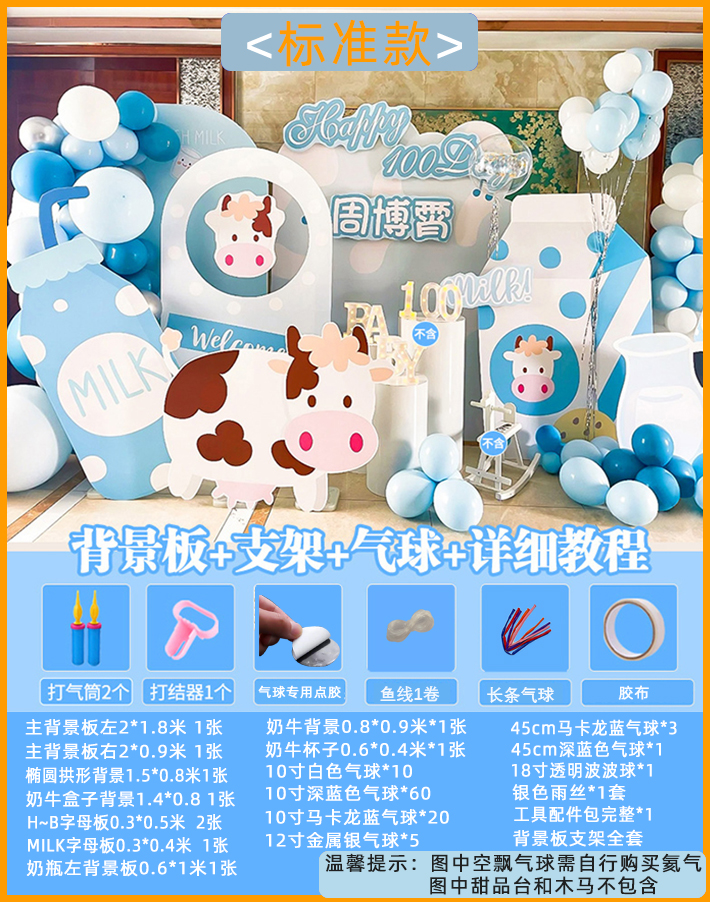 <标准款>
TH MILK
Happy
100Day
周博霄
MILK
Welcome
BABY
100
Milk!
不含
不含
背景板+支架+气球+详细教程
打气筒2个
打结器1个
气球专用点胶
鱼线1卷
长条气球
胶布
主背景板左2*1.8米 1张
主背景板右2*0.9米 1张
椭圆拱形背景1.5*0.8米1张
奶牛盒子背景1.4*0.8 1张
H~B字母板0.3*0.5米 2张
MILK字母板0.3*0.4米 1张
奶瓶左背景板0.6*1米1张
奶牛背景0.8*0.9米*1张
奶牛杯子0.6*0.4米*1张
10寸白色气球*10
10寸深蓝色气球*60
10寸马卡龙蓝气球*20
12寸金属银气球*5
45cm马卡龙蓝气球*3
45cm深蓝色气球*1
18寸透明波波球*1
银色雨丝*1套
工具配件包完整*1
背景板支架全套
温馨提示：图中空飘气球需自行购买氦气
图中甜品台和木马不包含